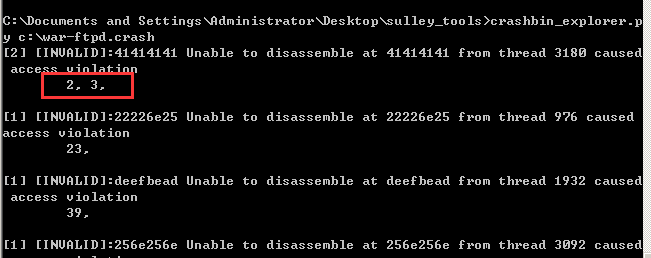 C:\Documents and Settings\Administrator\Desktop\sulley_tools>crashbin_explorer.p
y c:\war-ftpd.crash
[2] [INVALID]:41414141 Unable to disassemble at 41414141 from thread 3180 caused
 access violation
        2, 3,
[1] [INVALID]:22226e25 Unable to disassemble at 22226e25 from thread 976 caused
access violation
        23,
[1] [INVALID]:deefbead Unable to disassemble at deefbead from thread 1932 caused
 access violation
        39,
[1] [INVALID]:256e256e Unable to disassemble at 256e256e from thread 3092 caused